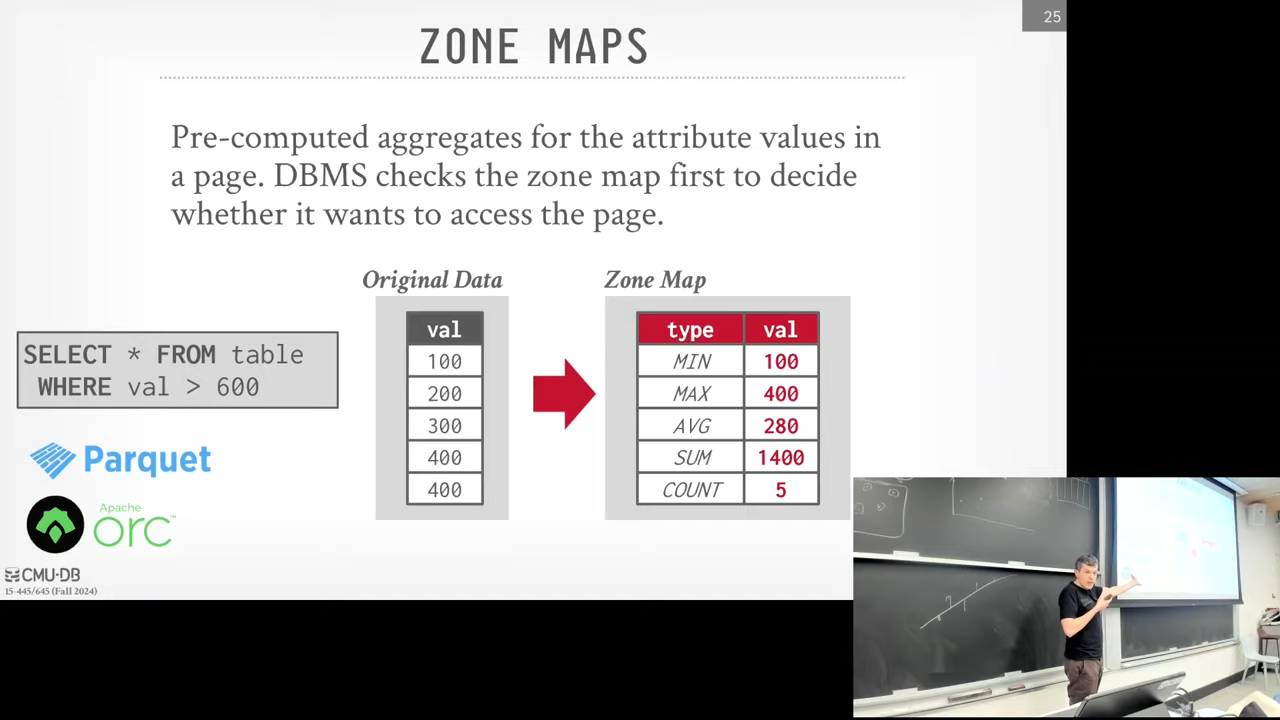 25
ZONE MAPS
Pre-computed aggregates for the attribute values in
a page. DBMS checks the zone map first to decide
whether it wants to access the page.
SELECT * FROM table
WHERE val > 600
Parquet
Apache
orc™
Original Data
val
100
200
300
400
400
Zone Map
type val
MIN 100
MAX 400
AVG 280
SUM 1400
COUNT 5
CMU·DB
15-445/645 (Fall 2024)